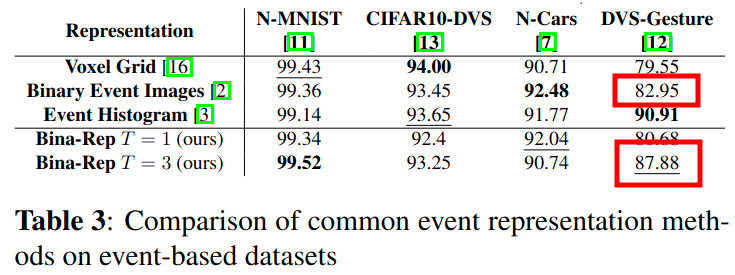 Representation N-MNIST CIFAR10-DVS N-Cars DVS-Gesture
[11] [13] [7] [12]
Voxel Grid [16] 99.43 94.00 90.71 79.55
Binary Event Images [2] 99.36 93.45 92.48 82.95
Event Histogram [3] 99.14 93.65 91.77 90.91
Bina-Rep T = 1 (ours) 99.34 92.4 92.04 80.68
Bina-Rep T = 3 (ours) 99.52 93.25 90.74 87.88
Table 3: Comparison of common event representation meth-
ods on event-based datasets